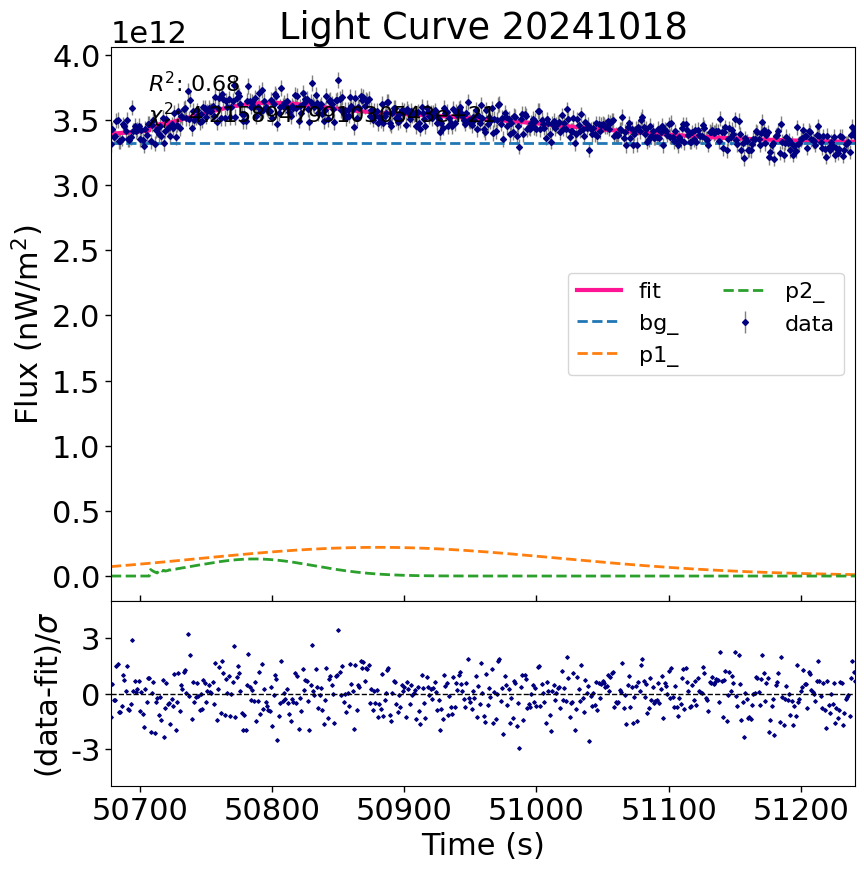 Light Curve 20241018
1e12
4.0
3.5
3.0
2.5
2.0
1.5
1.0
0.5
0.0
Flux (nW/m²)
R²: 0.68
χ²:
fit
bg_
p1_
p2_
data
3
0
-3
(data-fit)/σ
50700 50800 50900 51000 51100 51200
Time (s)